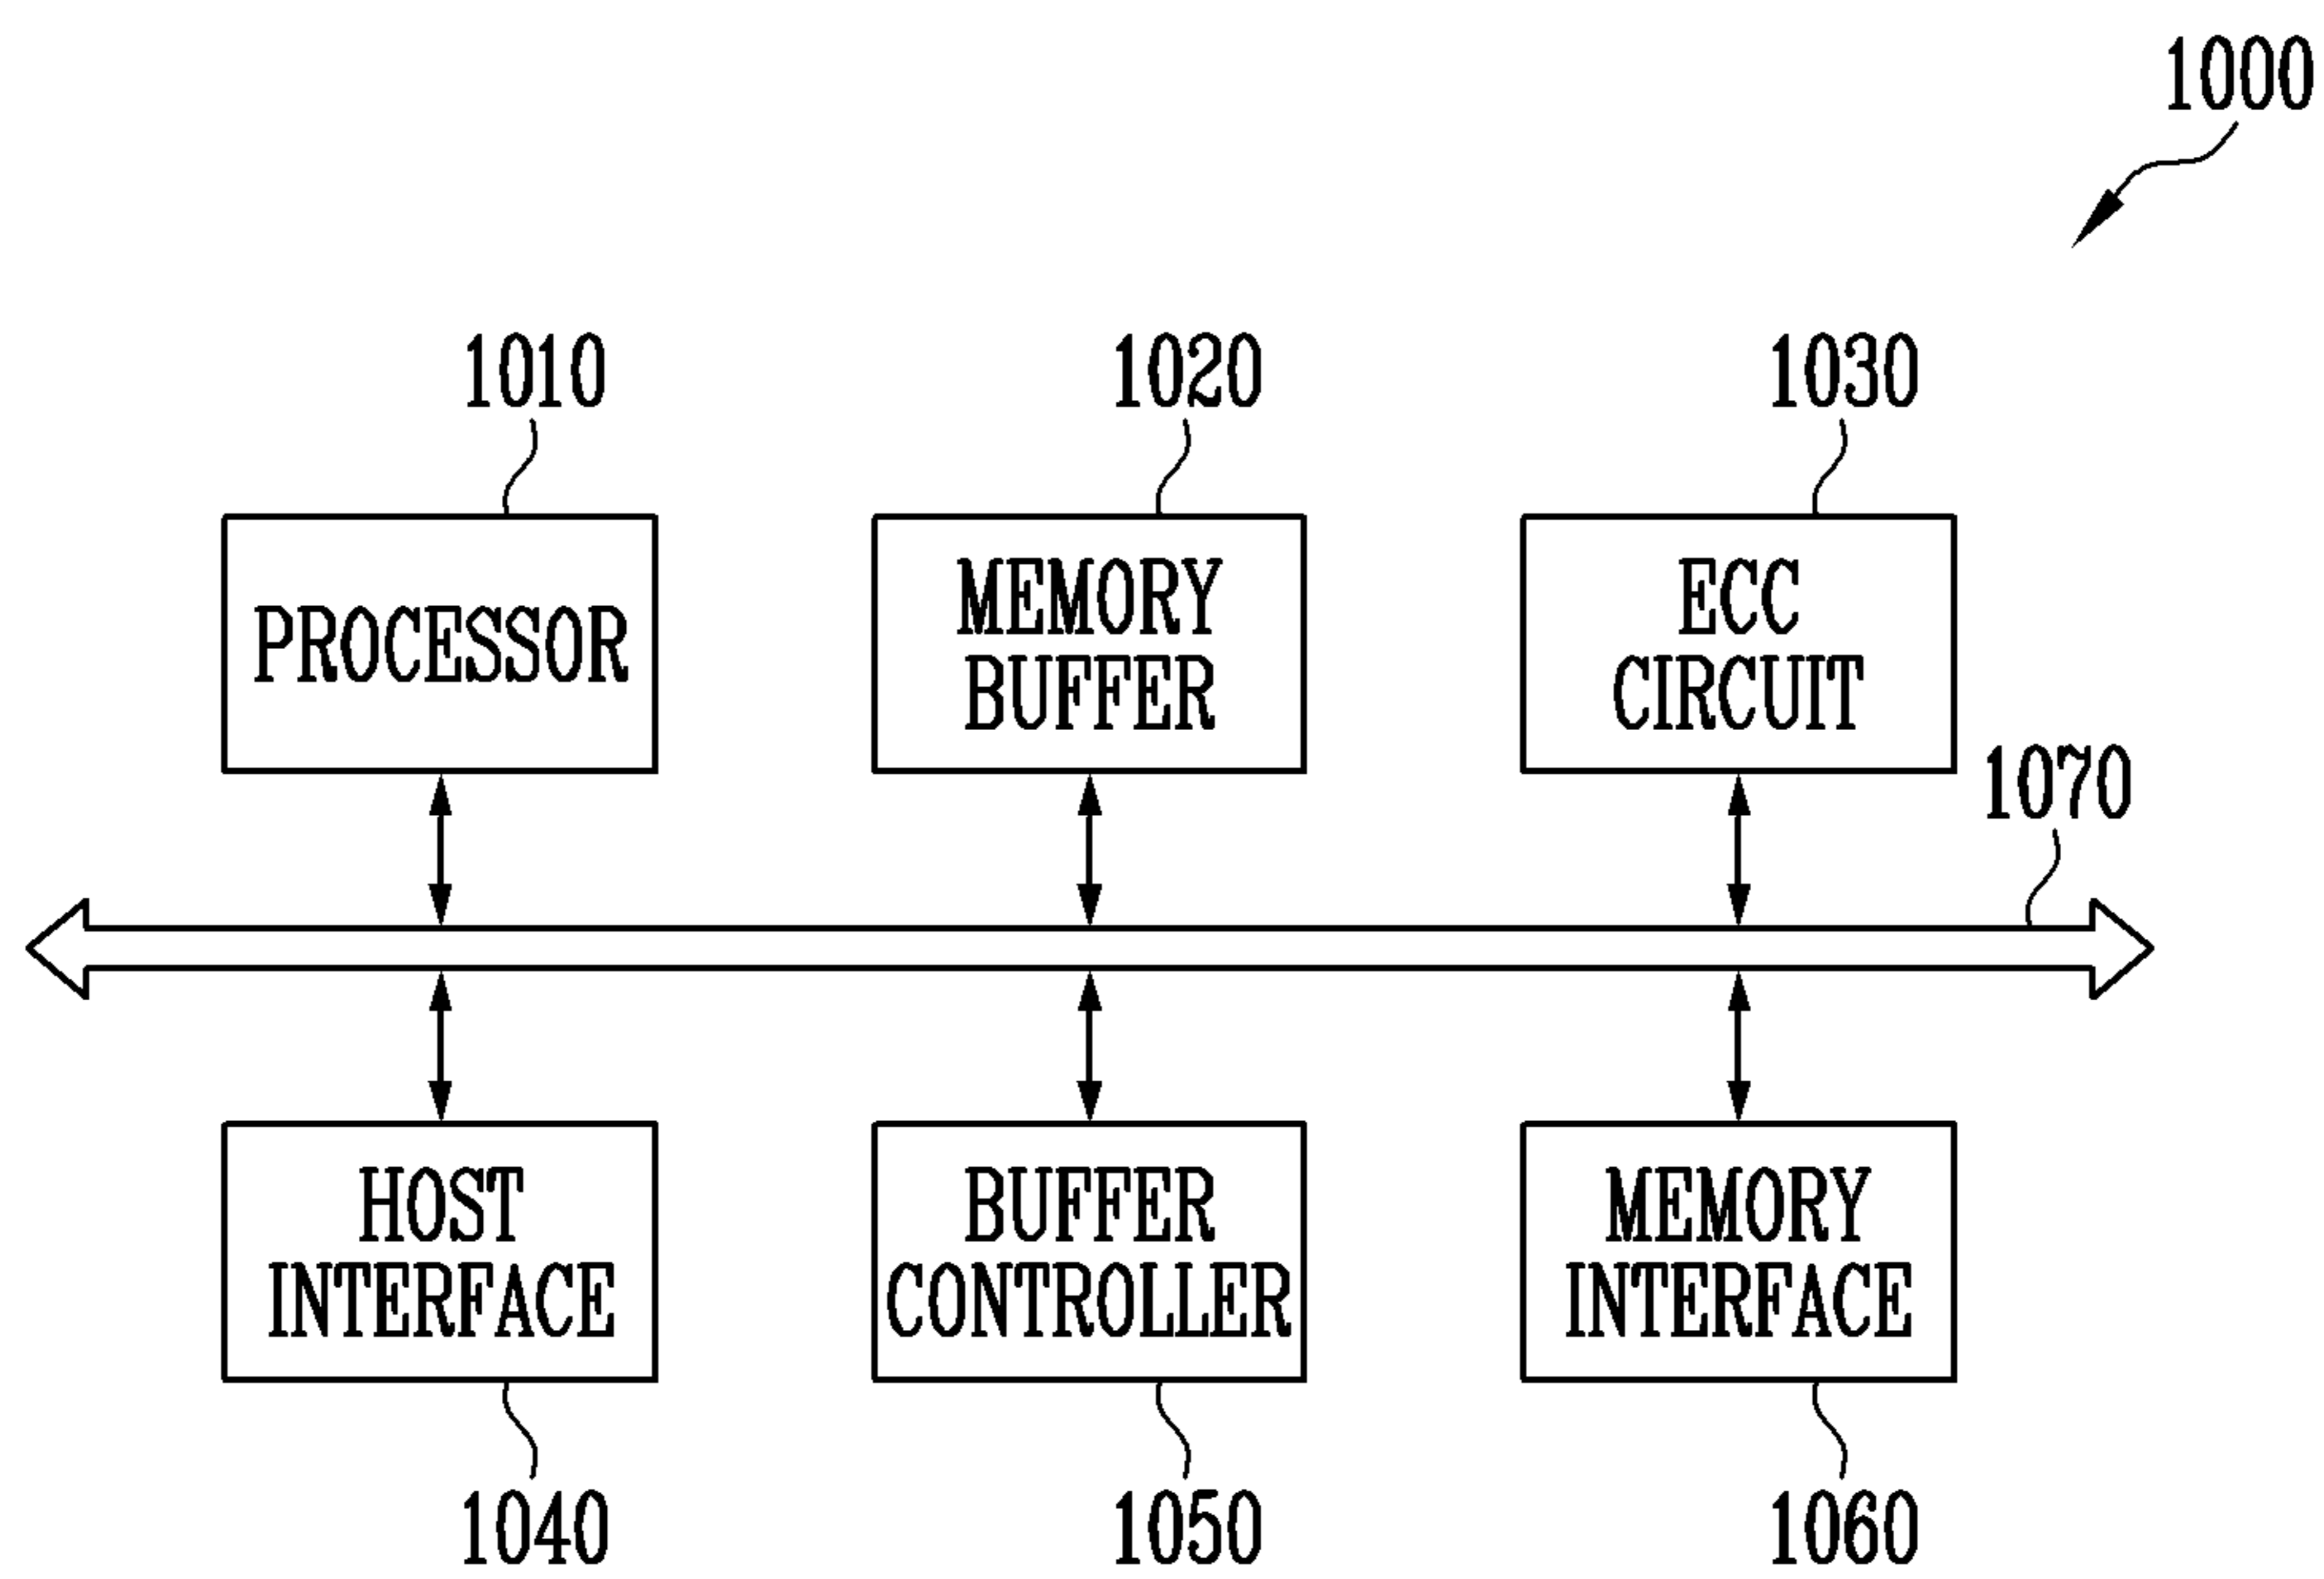 1000
1010
1020
1030
PROCESSOR
MEMORY
BUFFER
ECC
CIRCUIT
1070
HOST
INTERFACE
BUFFER
CONTROLLER
MEMORY
INTERFACE
1040
1050
1060